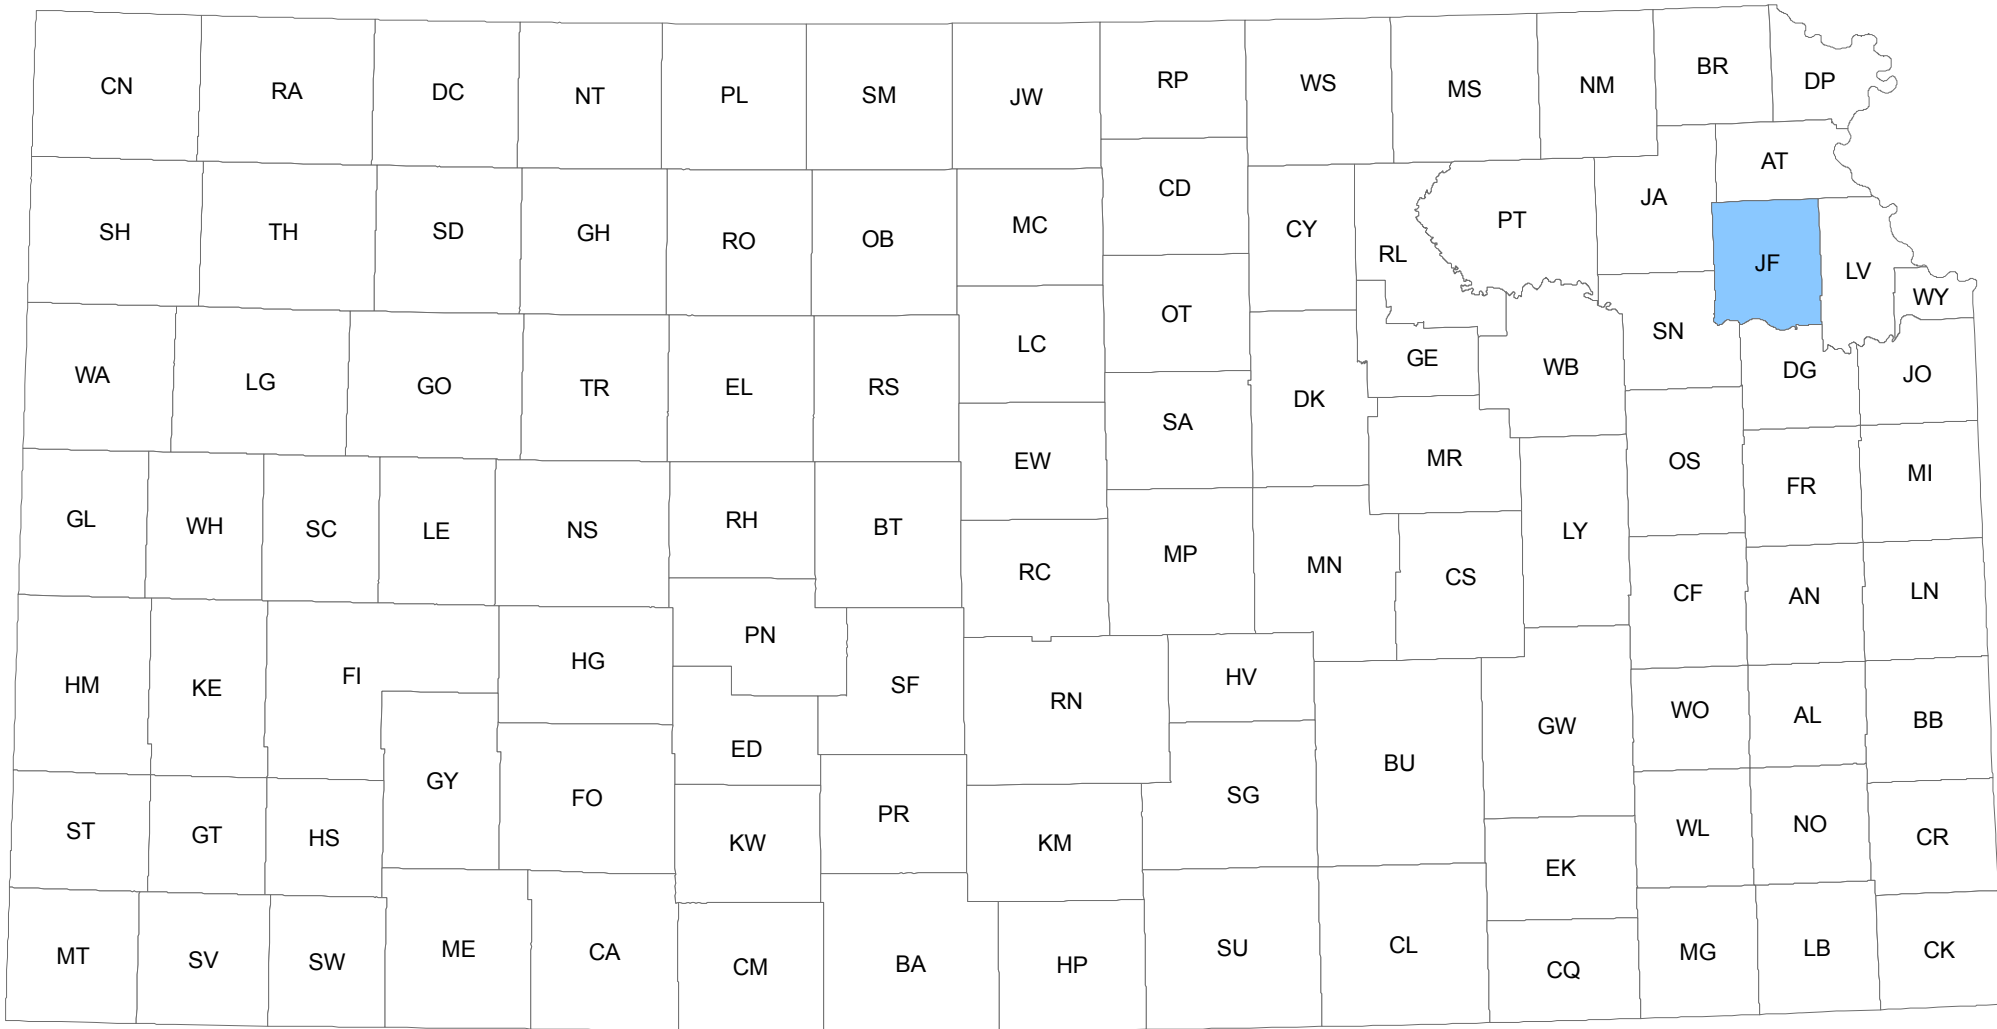 CN RA DC NT PL SM JW RP WS MS NM BR DP
AT
SH TH SD GH RO OB MC CD CY RL PT JA JF LV WY
WA LG GO TR EL RS LC OT DK GE WB SN DG JO
SA
GL WH SC LE NS RH BT EW MR OS FR MI
RC MP MN CS LY CF AN LN
HM KE FI HG PN SF RN HV GW WO AL BB
ED
ST GT HS GY FO KW PR KM SG BU EK WL NO CR
MT SV SW ME CA CM BA HP SU CL CQ MG LB CK